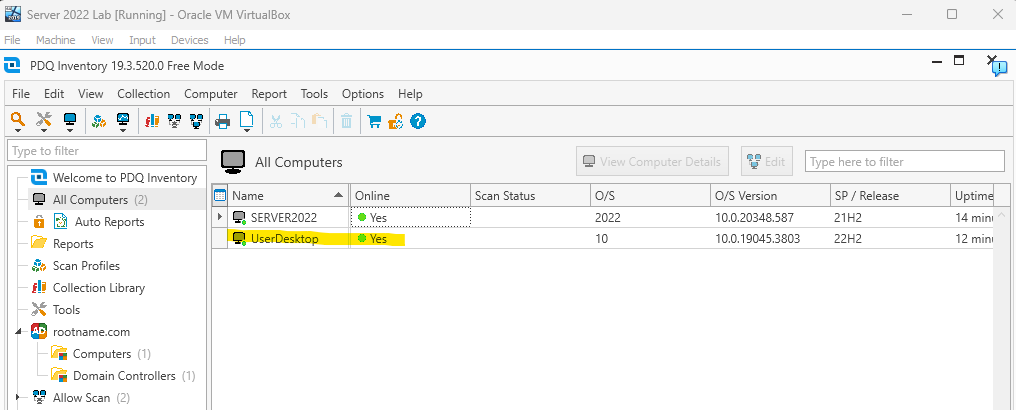 Server 2022 Lab [Running] - Oracle VM VirtualBox
File Machine View Input Devices Help
PDQ Inventory 19.3.520.0 Free Mode
File Edit View Collection Computer Report Tools Options Help
Type to filter
All Computers
View Computer Details
Edit
Type here to filter
Welcome to PDQ Inventory
All Computers (2)
Auto Reports
Reports
Scan Profiles
Collection Library
Tools
AD rootname.com
Computers (1)
Domain Controllers (1)
Allow Scan (2)
Name Online Scan Status O/S O/S Version SP / Release Uptime
SERVER2022 Yes 2022 10.0.20348.587 21H2 14 minu
UserDesktop Yes 10 10.0.19045.3803 22H2 12 minu